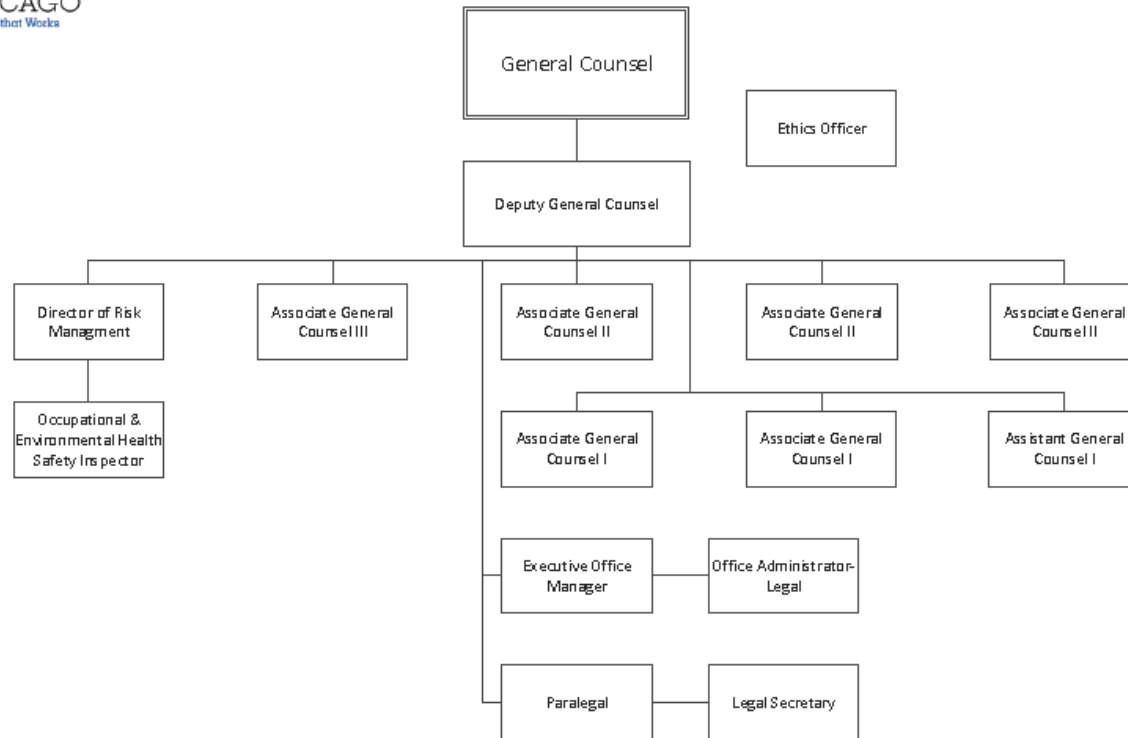 CAGO
that Works
General Counsel
Ethics Officer
Deputy General Counsel
Director of Risk
Managment
Associate General
Counsel III
Associate General
Counsel II
Associate General
Counsel II
Associate General
Counsel II
Occupational &
Environmental Health
Safety Inspector
Associate General
Counsel I
Associate General
Counsel I
Assistant General
Counsel I
Executive Office
Manager
Office Administrator-
Legal
Paralegal
Legal Secretary